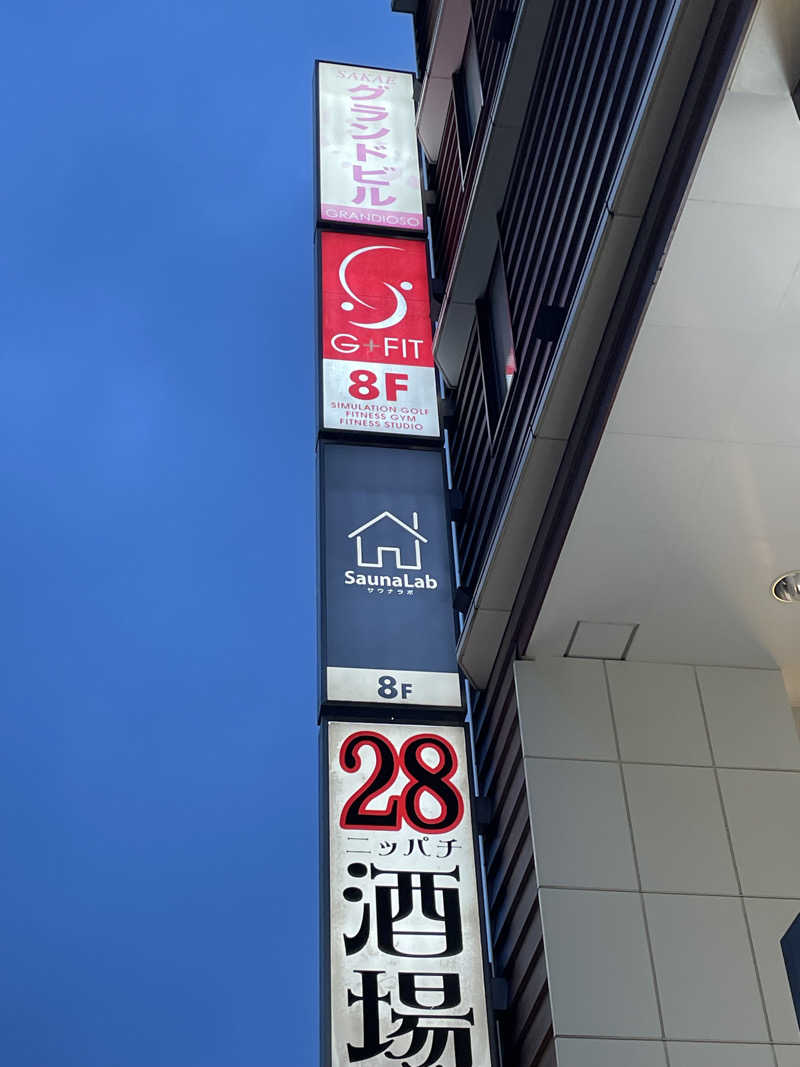 SAKAE
グランドビル
GRANDIOSO
G+FIT
8F
SIMULATION GOLF
FITNESS GYM
FITNESS STUDIO
SaunaLab
サウナラボ
8F
28
ニッパチ
酒場